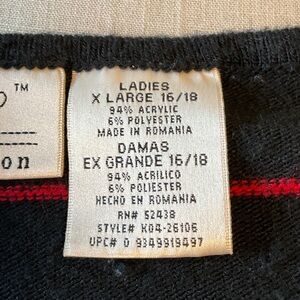 TM
on
LADIES
X LARGE 16/18
94% ACRYLIC
6% POLYESTER
MADE IN ROMANIA
DAMAS
EX GRANDE 16/18
94% ACRILICO
6% POLIESTER
HECHO EN ROMANIA
RN# 52438
STYLE# K04-26106
UPC# 0 9349919497